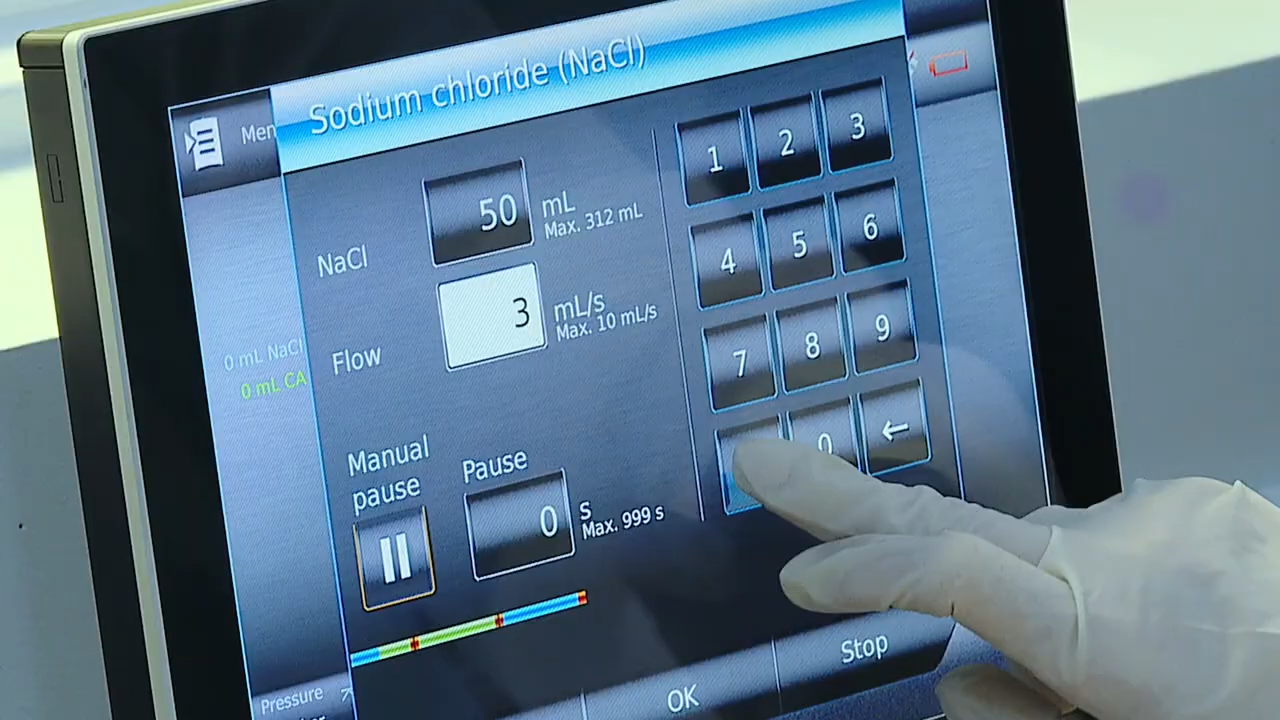 Sodium chloride (NaCl)
NaCl
50
mL
Max. 312 mL
Flow
3
mL/s
Max. 10 mL/s
0 mL NaCl
0 mL CA
Manual
pause
Pause
0
S
Max. 999 s
1 2 3
4 5 6
7 8 9
0 ←
Pressure
OK
Stop